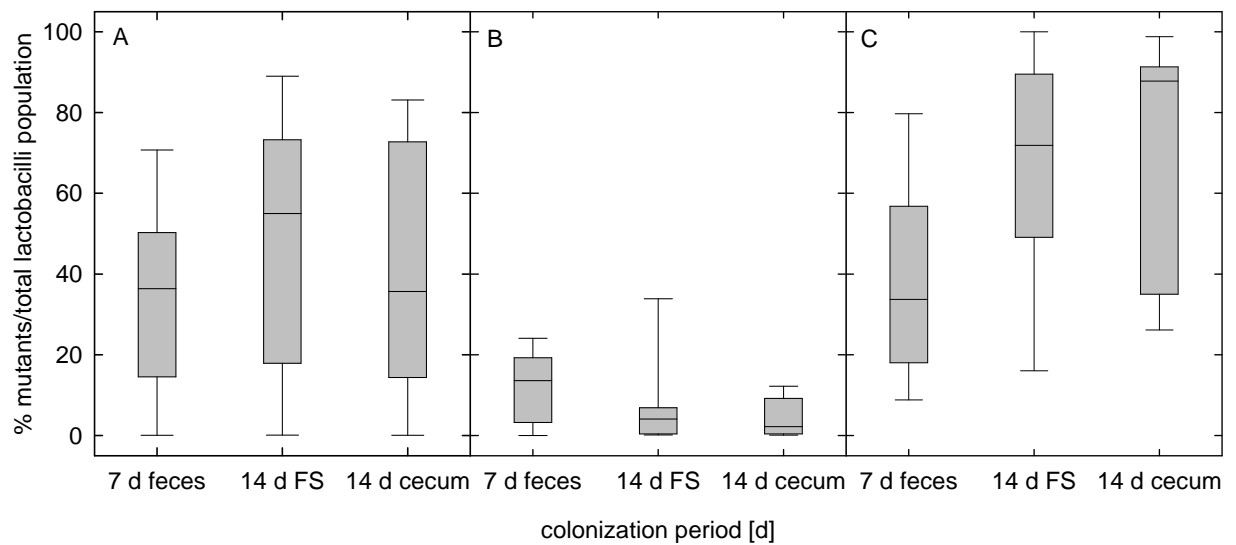 % mutants/total lactobacilli population
100
80
60
40
20
0
A
B
C
7 d feces 14 d FS 14 d cecum 7 d feces 14 d FS 14 d cecum 7 d feces 14 d FS 14 d cecum
colonization period [d]